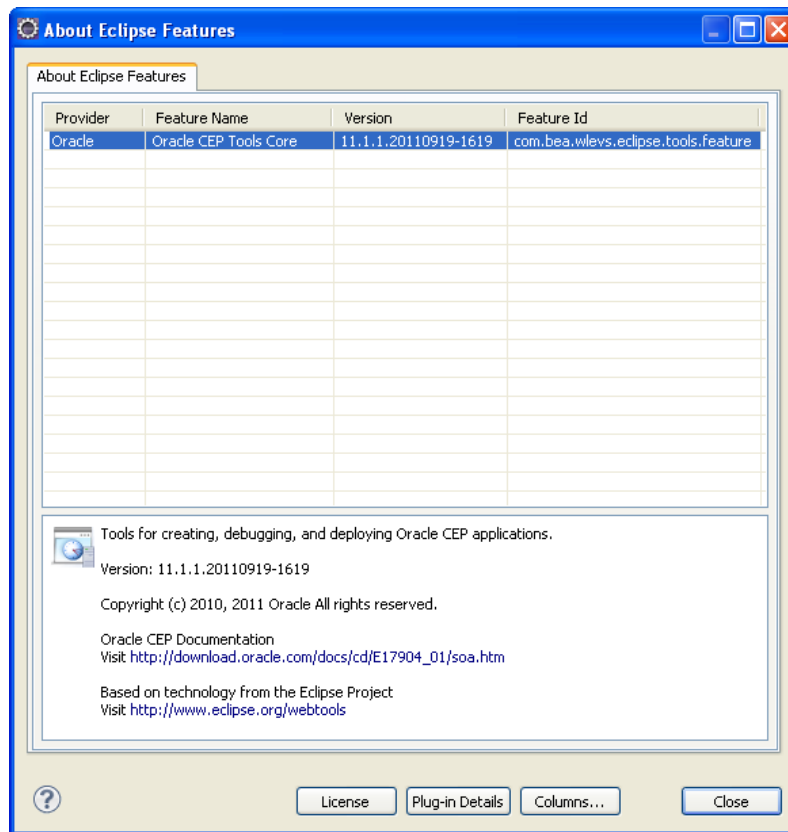 About Eclipse Features
About Eclipse Features
Provider Feature Name Version Feature Id
Oracle Oracle CEP Tools Core 11.1.1.20110919-1619 com.bea.wlevs.eclipse.tools.feature
Tools for creating, debugging, and deploying Oracle CEP applications.
Version: 11.1.1.20110919-1619
Copyright (c) 2010, 2011 Oracle All rights reserved.
Oracle CEP Documentation
Visit http://download.oracle.com/docs/cd/E17904_01/soa.htm
Based on technology from the Eclipse Project
Visit http://www.eclipse.org/webtools
? License Plug-in Details Columns... Close